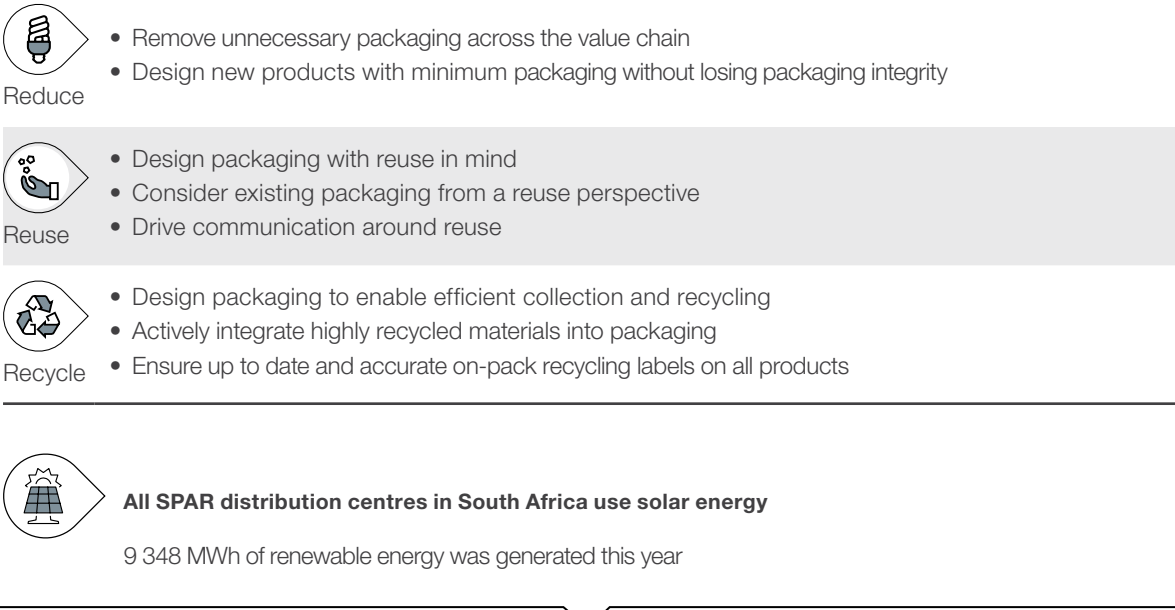 Reduce
• Remove unnecessary packaging across the value chain
• Design new products with minimum packaging without losing packaging integrity
Reuse
• Design packaging with reuse in mind
• Consider existing packaging from a reuse perspective
• Drive communication around reuse
Recycle
• Design packaging to enable efficient collection and recycling
• Actively integrate highly recycled materials into packaging
• Ensure up to date and accurate on-pack recycling labels on all products
All SPAR distribution centres in South Africa use solar energy
9 348 MWh of renewable energy was generated this year